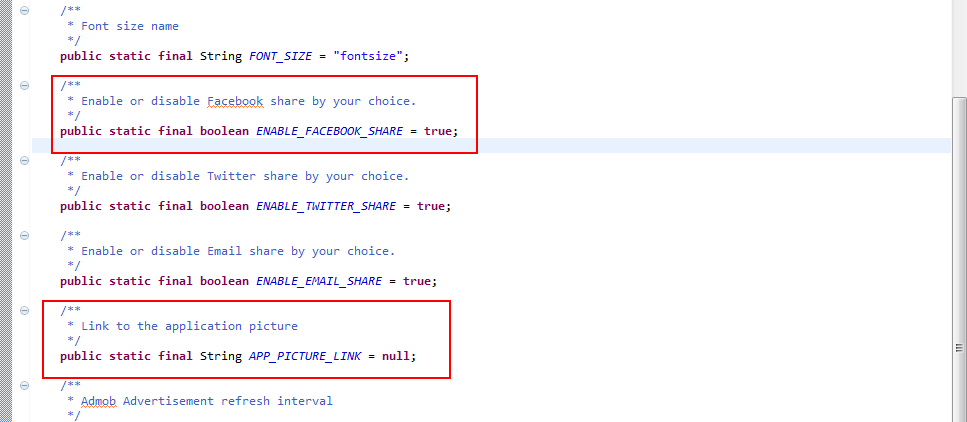 /**
* Font size name
*/
public static final String FONT_SIZE = "fontsize";
/**
* Enable or disable Facebook share by your choice.
*/
public static final boolean ENABLE_FACEBOOK_SHARE = true;
/**
* Enable or disable Twitter share by your choice.
*/
public static final boolean ENABLE_TWITTER_SHARE = true;
/**
* Enable or disable Email share by your choice.
*/
public static final boolean ENABLE_EMAIL_SHARE = true;
/**
* Link to the application picture
*/
public static final String APP_PICTURE_LINK = null;
/**
* Admob Advertisement refresh interval
*/